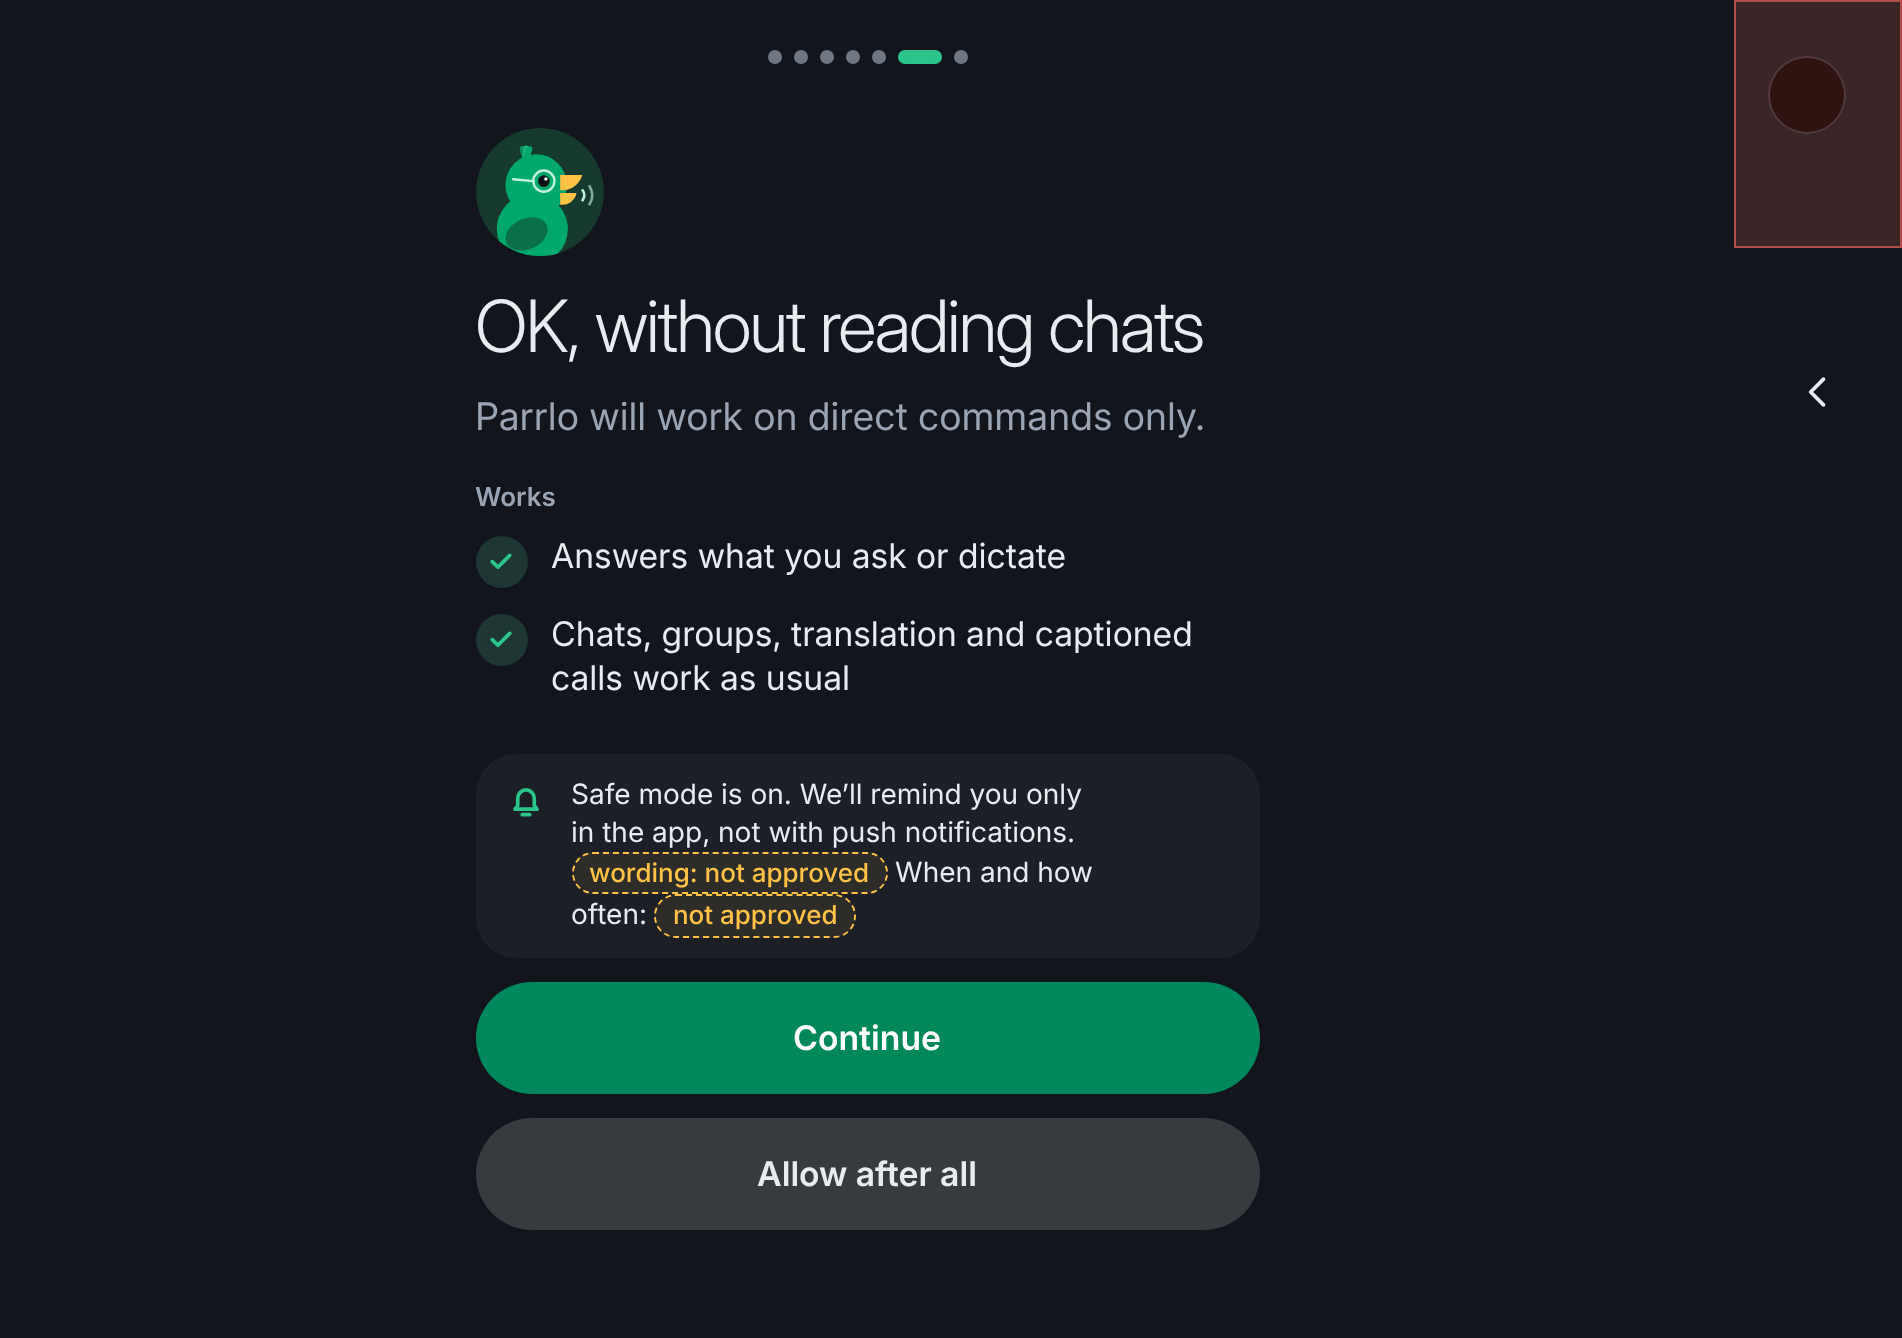 OK, without reading chats
Parrlo will work on direct commands only.
Works
Answers what you ask or dictate
Chats, groups, translation and captioned
calls work as usual
Safe mode is on. We’ll remind you only
in the app, not with push notifications.
wording: not approved When and how
often: not approved
Continue
Allow after all